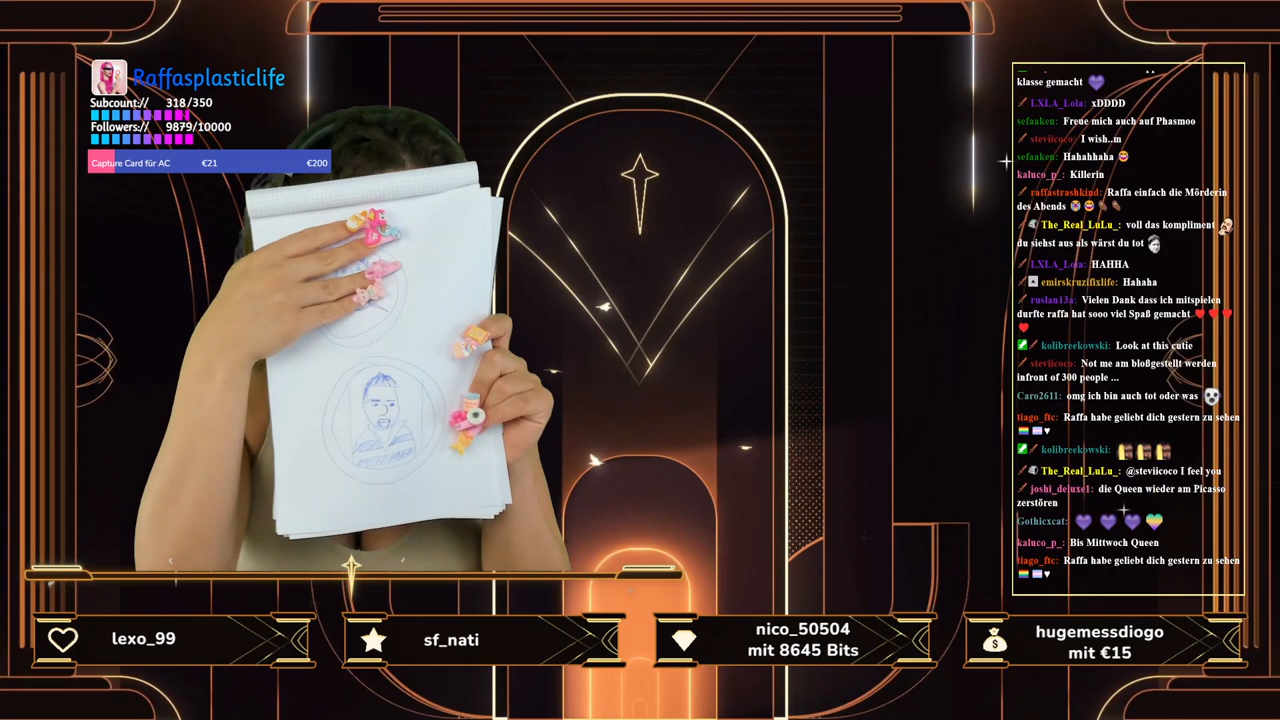 Raffasplasticlife
Subcount// 318/350
Followers:// 9879/10000
Capture Card für AC €21 €200
klasse gemacht
LXLA_Lola: xDDDD
sefaaken: Freue mich auch auf Phasmoo
steviicoco: I wish..m
sefaaken: Hahahhaha
kaluco_p_: Killerin
raffastrashkind: Raffa einfach die Mörderin
des Abends
The_Real_LuLu_: voll das kompliment
du siehst aus als wärst du tot
LXLA_Lola: HAHHA
emirskruzifixlife: Hahaha
ruslan13a: Vielen Dank dass ich mitspielen
durfte raffa hat sooo viel Spaß gemacht
kolibreekowski: Look at this cutie
steviicoco: Not me am bloßgestellt werden
infront of 300 people ...
Caro2611: omg ich bin auch tot oder was
tiago_ftc: Raffa habe geliebt dich gestern zu sehen
kolibreekowski:
The_Real_LuLu_: @steviicoco I feel you
joshi_deluxe1: die Queen wieder am Picasso
zerstören
Gothicxcat:
kaluco_p_: Bis Mittwoch Queen
tiago_ftc: Raffa habe geliebt dich gestern zu sehen
lexo_99
sf_nati
nico_50504
mit 8645 Bits
hugemessdiogo
mit €15